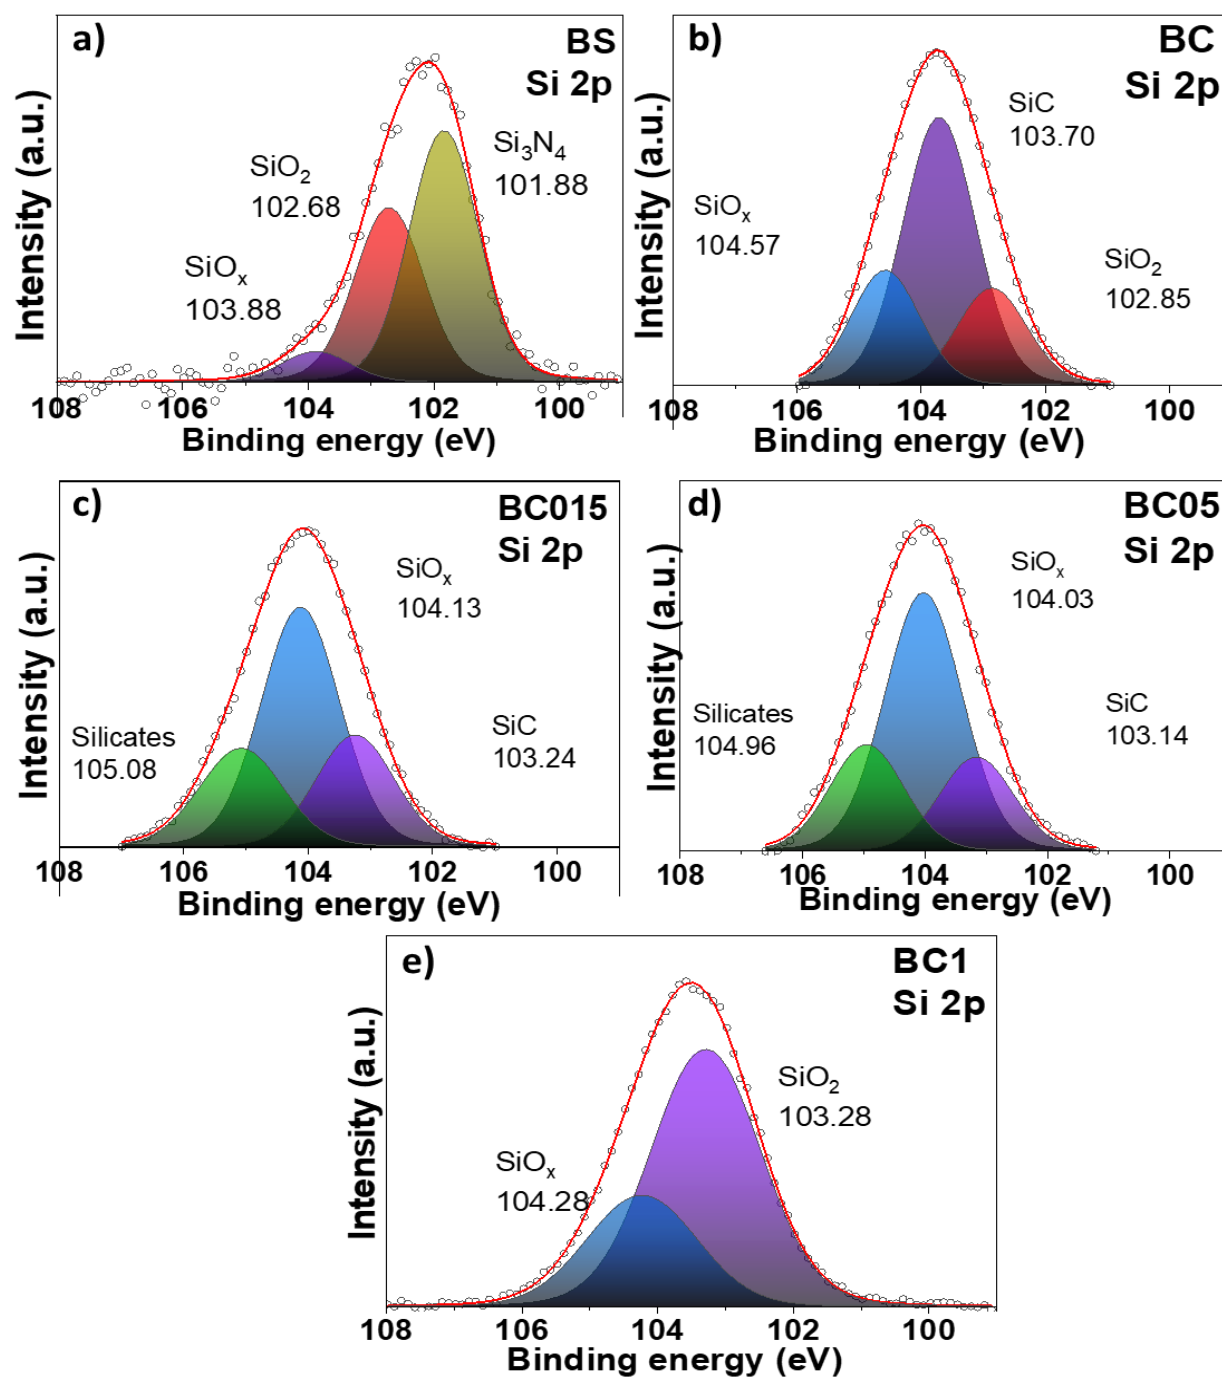 a)
BS
Si 2p
Si₃N₄
101.88
SiO₂
102.68
SiOₓ
103.88
Intensity (a.u.)
108 106 104 102 100
Binding energy (eV)
b)
BC
Si 2p
SiC
103.70
SiOₓ
104.57
SiO₂
102.85
Intensity (a.u.)
108 106 104 102 100
Binding energy (eV)
c)
BC015
Si 2p
SiOₓ
104.13
Silicates
105.08
SiC
103.24
Intensity (a.u.)
108 106 104 102 100
Binding energy (eV)
d)
BC05
Si 2p
SiOₓ
104.03
Silicates
104.96
SiC
103.14
Intensity (a.u.)
108 106 104 102 100
Binding energy (eV)
e)
BC1
Si 2p
SiO₂
103.28
SiOₓ
104.28
Intensity (a.u.)
108 106 104 102 100
Binding energy (eV)